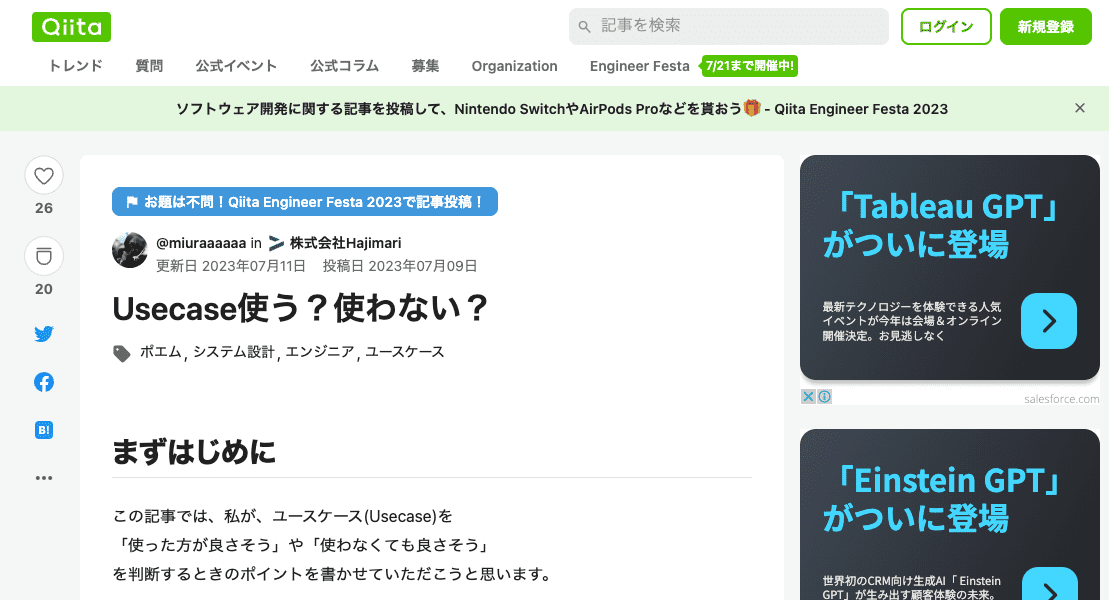 Qiita
記事を検索
ログイン
新規登録
トレンド 質問 公式イベント 公式コラム 募集 Organization Engineer Festa 7/21まで開催中!
ソフトウェア開発に関する記事を投稿して、Nintendo SwitchやAirPods Proなどを貰おう🎁 - Qiita Engineer Festa 2023
26
20
B!
お題は不問！Qiita Engineer Festa 2023で記事投稿！
@miuraaaaaa in 株式会社Hajimari
更新日 2023年07月11日 投稿日 2023年07月09日
Usecase使う？使わない？
ポエム, システム設計, エンジニア, ユースケース
まずはじめに
この記事では、私が、ユースケース(Usecase)を
「使った方が良さそう」や「使わなくても良さそう」
を判断するときのポイントを書かせていただこうと思います。
「Tableau GPT」
がついに登場
最新テクノロジーを体験できる人気
イベントが今年は会場＆オンライン
開催決定。お見逃しなく
salesforce.com
「Einstein GPT」
がついに登場
世界初のCRM向け生成AI「 Einstein
GPT」が生み出す顧客体験の未来。